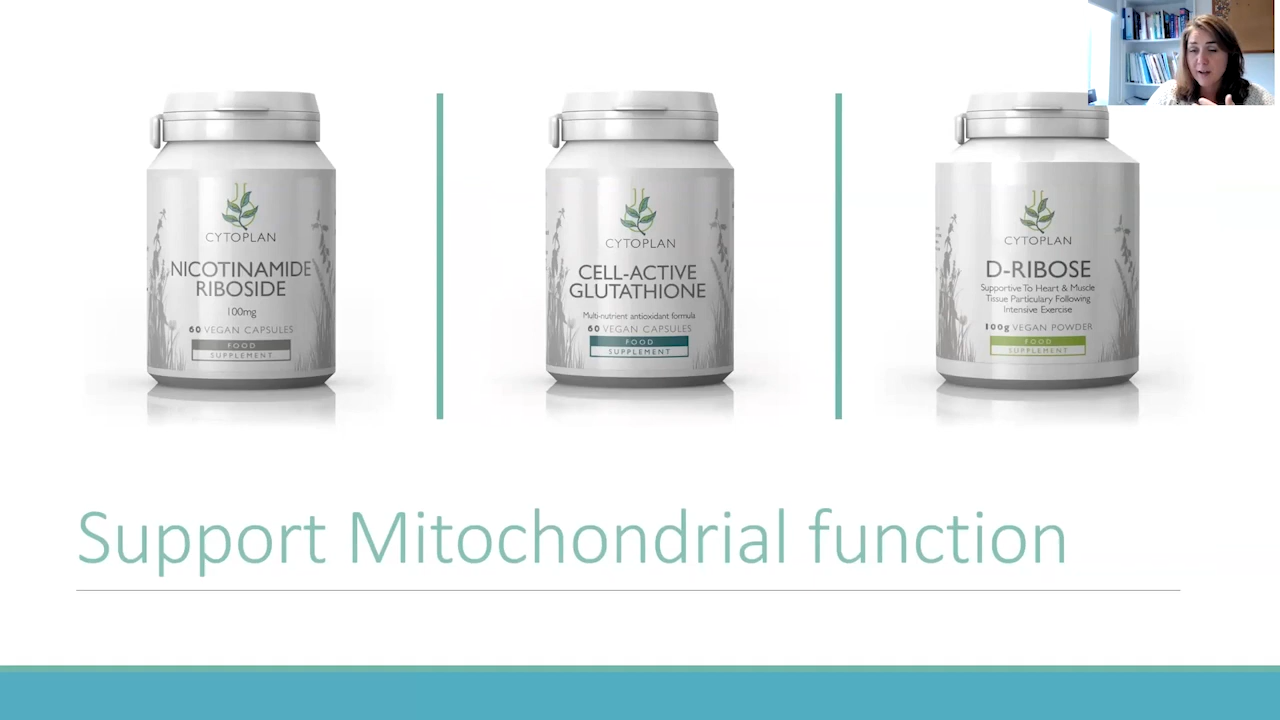 CYTOPLAN
NICOTINAMIDE
RIBOSIDE
100mg
60 VEGAN CAPSULES
FOOD
SUPPLEMENT
CYTOPLAN
CELL-ACTIVE
GLUTATHIONE
Multi-nutrient antioxidant formula
60 VEGAN CAPSULES
FOOD
SUPPLEMENT
CYTOPLAN
D-RIBOSE
Supportive To Heart & Muscle
Tissue Particulary Following
Intensive Exercise
100g VEGAN POWDER
FOOD
SUPPLEMENT
Support Mitochondrial function